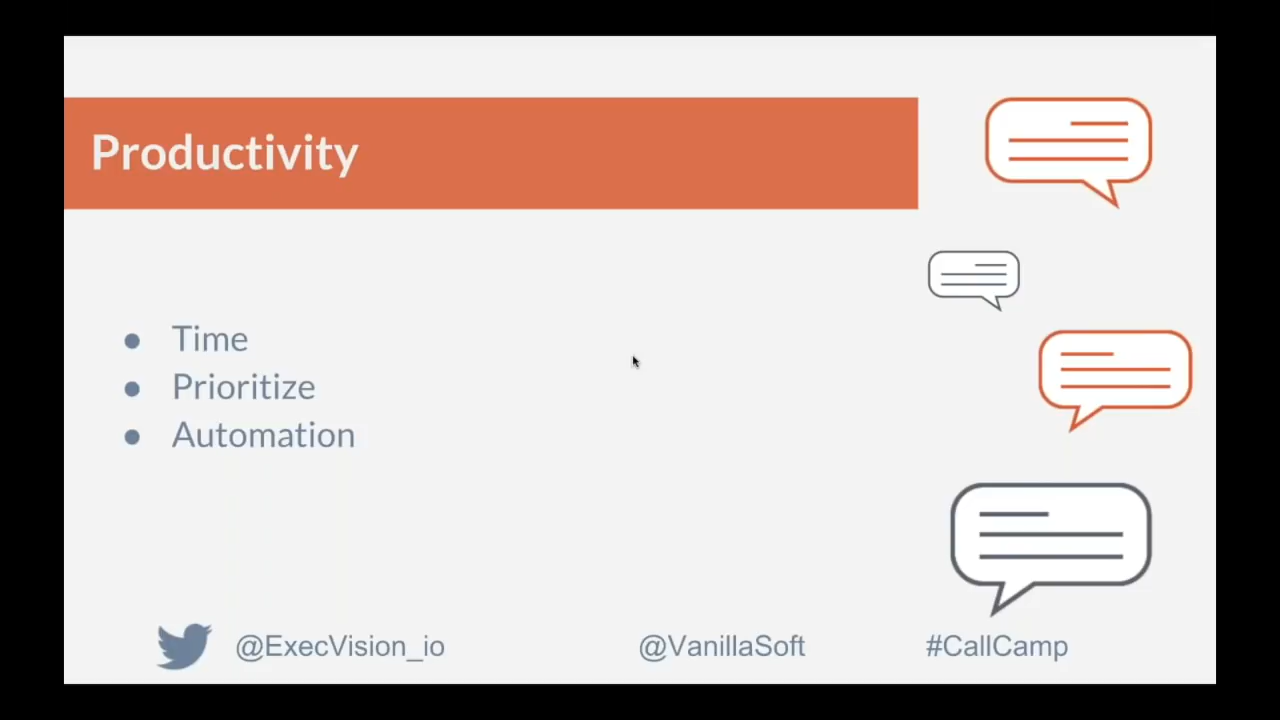 Productivity
● Time
● Prioritize
● Automation
@ExecVision_io @VanillaSoft #CallCamp